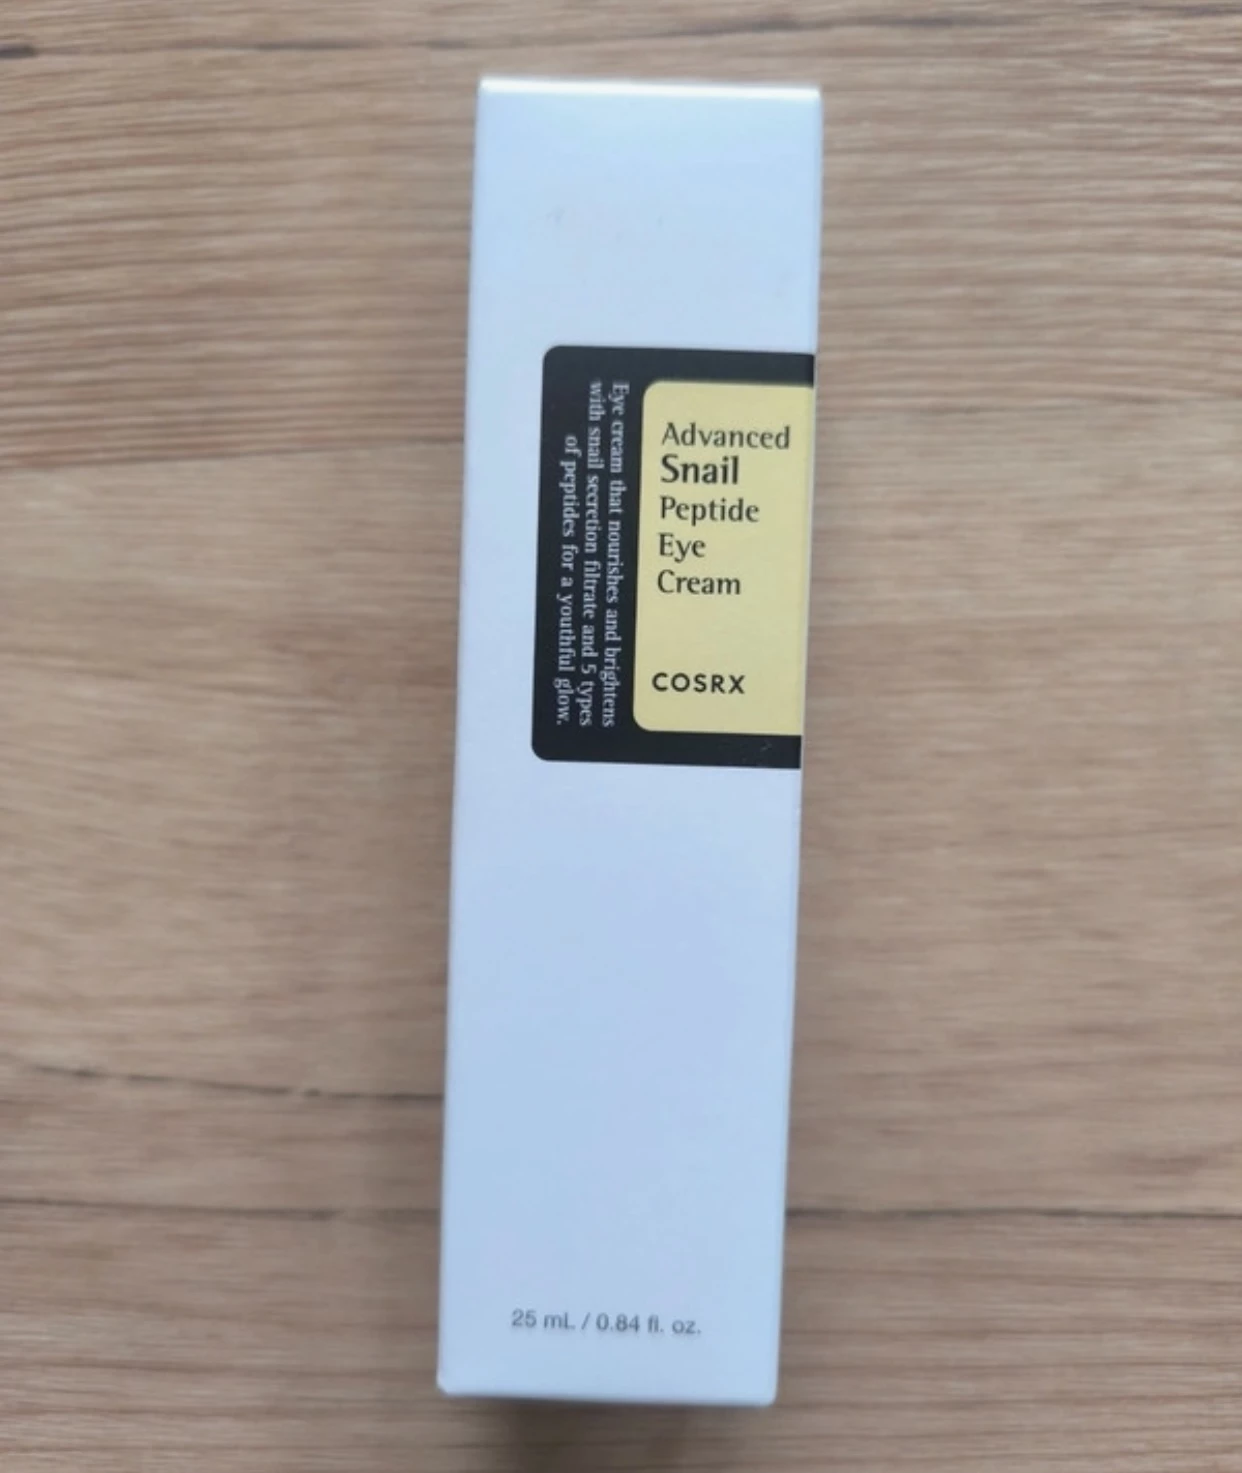 Advanced
Snail
Peptide
Eye
Cream
COSRX
Eye cream that nourishes and brightens
with snail secretion filtrate and 5 types
of peptides for a youthful glow.
25 mL / 0.84 fl. oz.